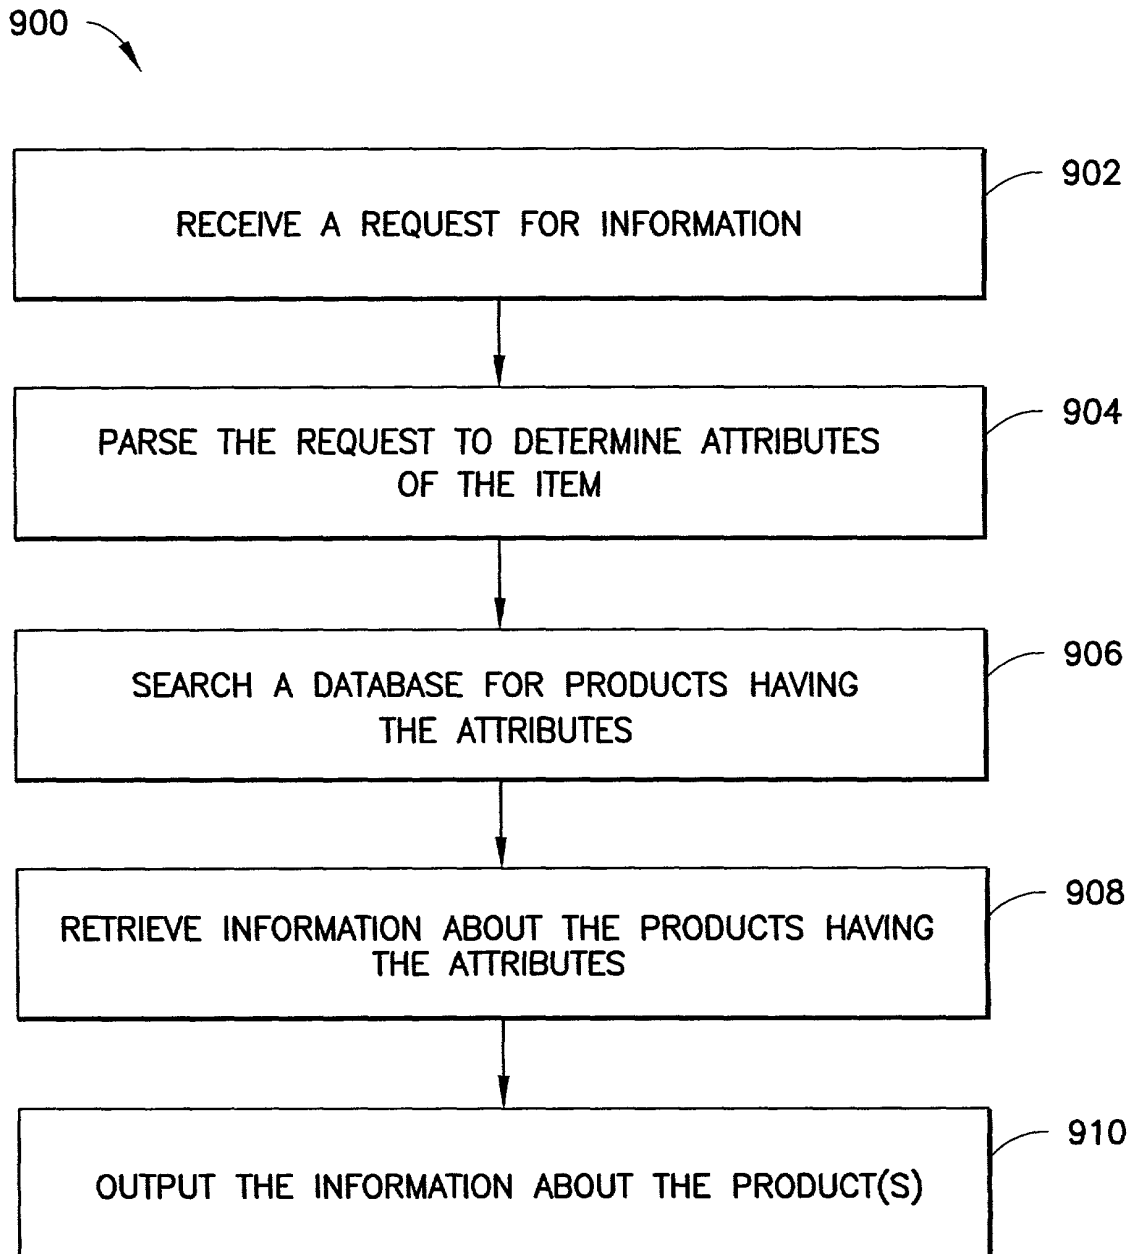 900
902
RECEIVE A REQUEST FOR INFORMATION
904
PARSE THE REQUEST TO DETERMINE ATTRIBUTES
OF THE ITEM
906
SEARCH A DATABASE FOR PRODUCTS HAVING
THE ATTRIBUTES
908
RETRIEVE INFORMATION ABOUT THE PRODUCTS HAVING
THE ATTRIBUTES
910
OUTPUT THE INFORMATION ABOUT THE PRODUCT(S)